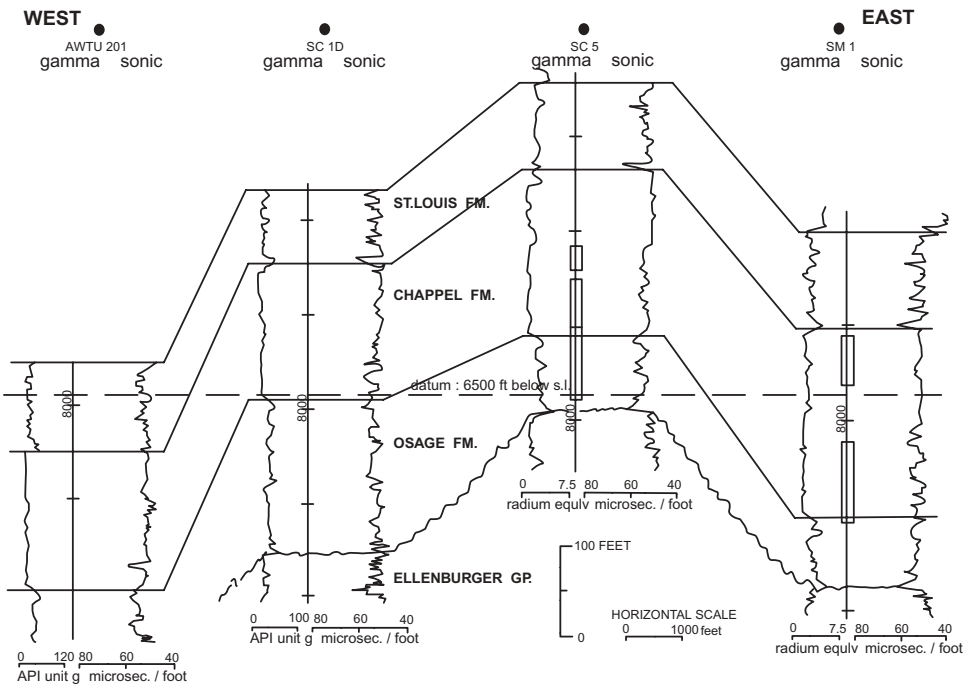 WEST
EAST
AWTU 201
gamma sonic
SC 1D
gamma sonic
SC 5
gamma sonic
SM 1
gamma sonic
ST.LOUIS FM.
CHAPPEL FM.
datum : 6500 ft below s.l.
8000
8000
8000
8000
OSAGE FM.
ELLENBURGER GP.
0 7.5 80 60 40
radium equlv microsec. / foot
100 FEET
0
HORIZONTAL SCALE
0 1000 feet
0 100 80 60 40
API unit g microsec. / foot
0 7.5 80 60 40
radium equlv microsec. / foot
0 120 80 60 40
API unit g microsec. / foot